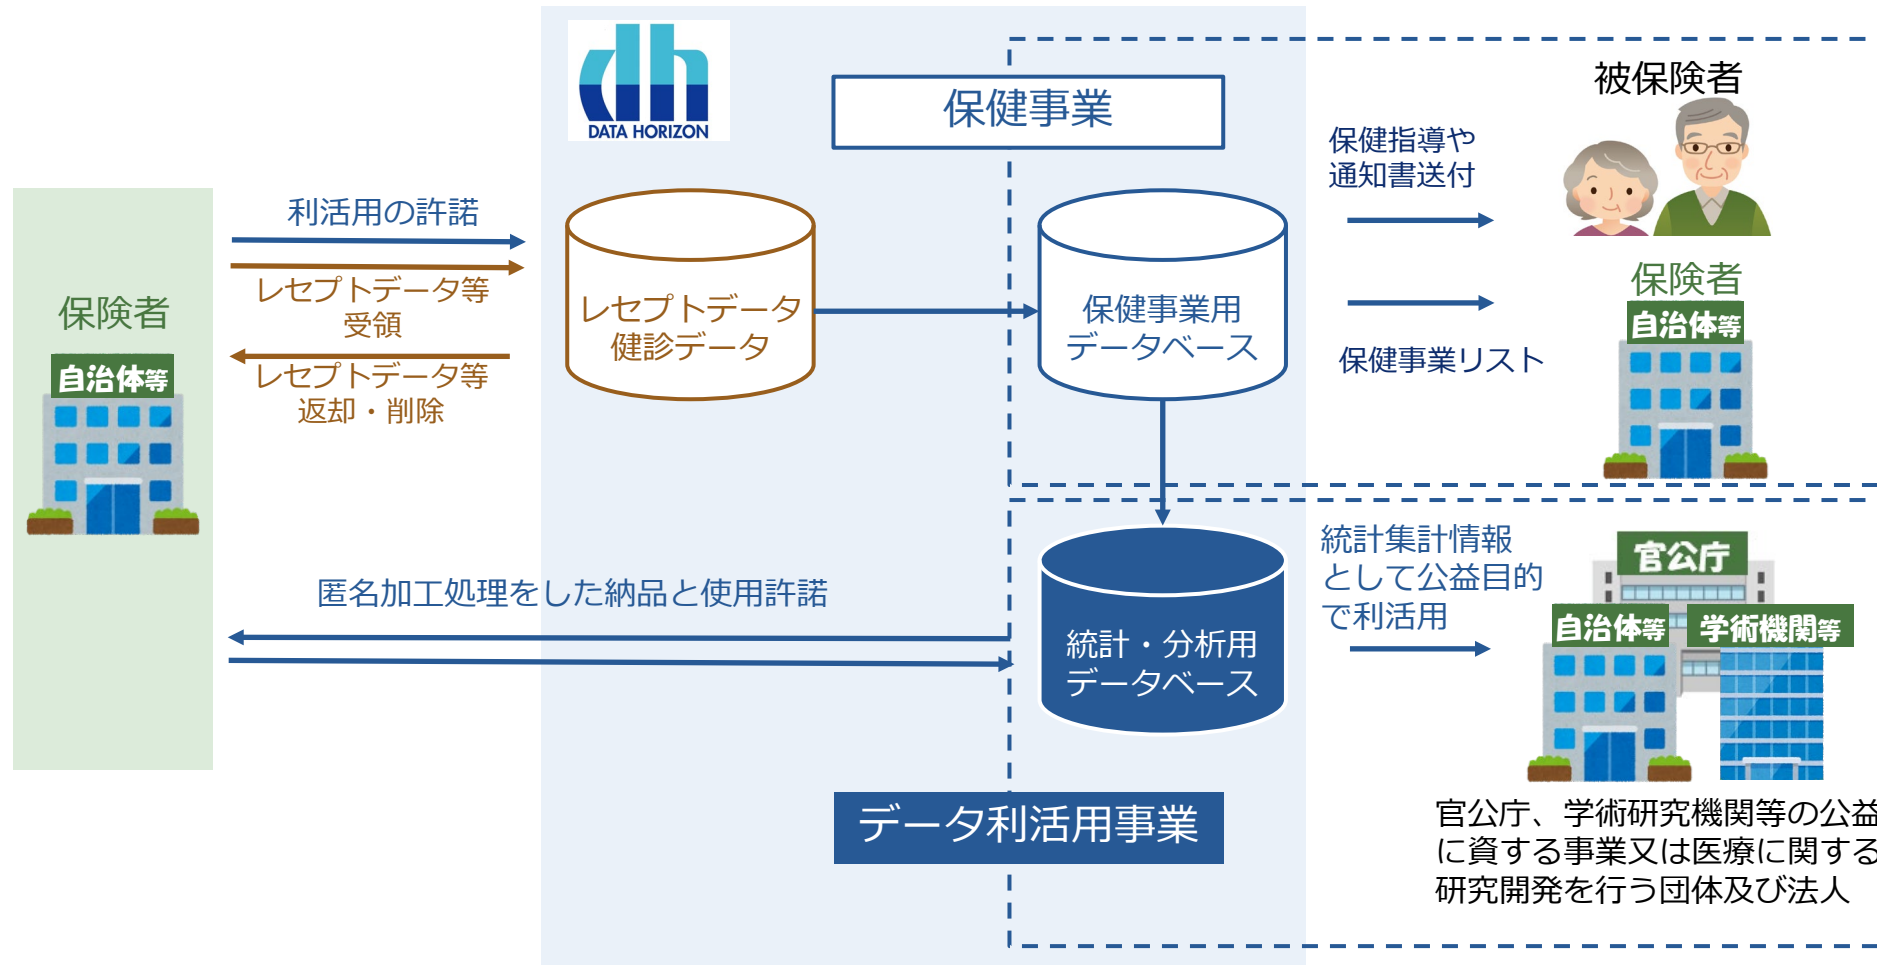 dh
DATA HORIZON
保健事業
被保険者
保健指導や
通知書送付
利活用の許諾
レセプトデータ等
受領
保険者
自治体等
レセプトデータ等
返却・削除
レセプトデータ
健診データ
保健事業用
データベース
保険者
自治体等
保健事業リスト
匿名加工処理をした納品と使用許諾
統計・分析用
データベース
統計集計情報
として公益目的
で利活用
官公庁
自治体等
学術機関等
データ利活用事業
官公庁、学術研究機関等の公益
に資する事業又は医療に関する
研究開発を行う団体及び法人